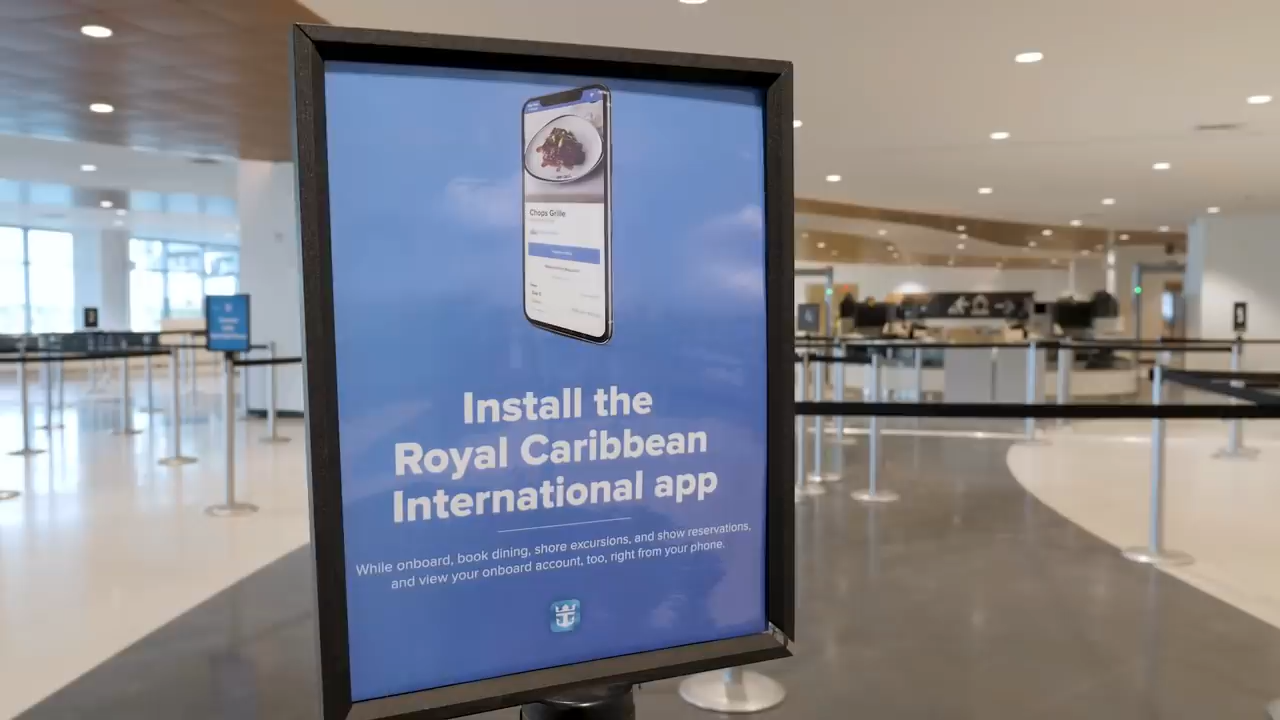 Chops Grille
Install the
Royal Caribbean
International app
While onboard, book dining, shore excursions, and show reservations,
and view your onboard account, too, right from your phone.